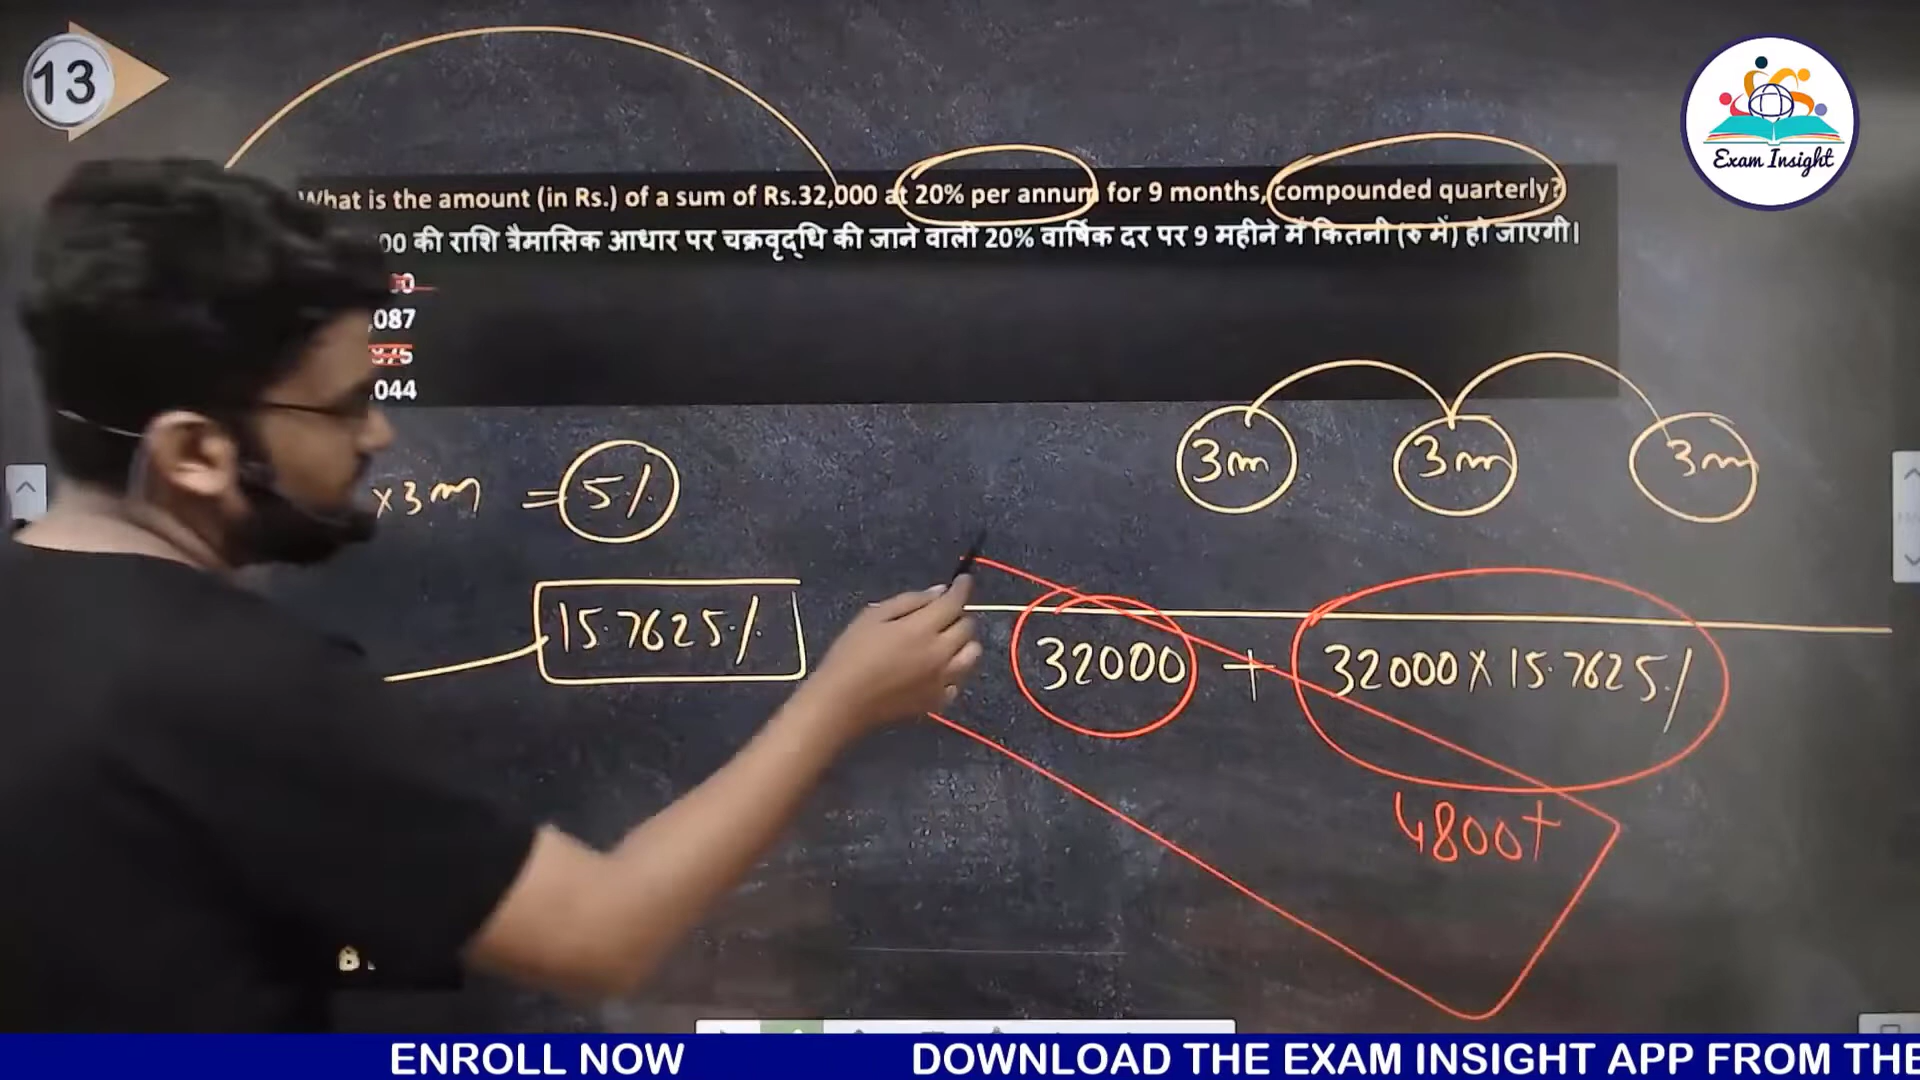 13
Exam Insight
What is the amount (in Rs.) of a sum of Rs.32,000 at 20% per annum for 9 months, compounded quarterly?
00 की राशि त्रैमासिक आधार पर चक्रवृद्धि की जाने वाली 20% वार्षिक दर पर 9 महीने में कितनी (रु में) हो जाएगी।
00
,087
875
,044
3m 3m 3m
x3m = 5%
15.7625%
32000 + 32000 x 15.7625%
4800+
ENROLL NOW DOWNLOAD THE EXAM INSIGHT APP FROM THE